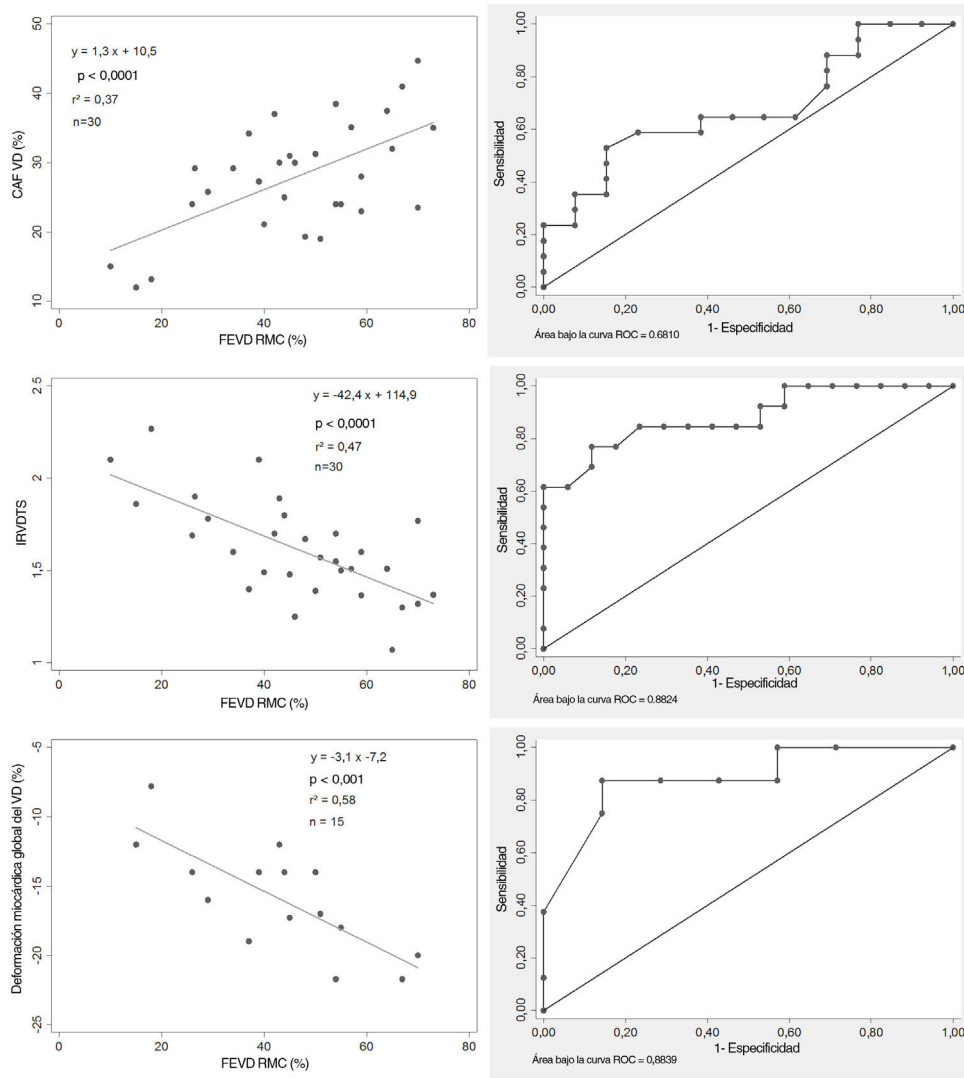 CAF VD (%)
50
40
30
20
10
y = 1,3 x + 10,5
p < 0,0001
r² = 0,37
n=30
0
20
40
60
80
FEVD RMC (%)
Sensibilidad
1,00
0,80
0,60
0,40
0,20
0,00
0,00
0,20
0,40
0,60
0,80
1,00
1- Especificidad
Área bajo la curva ROC = 0.6810
IRVDTS
2.5
2
1.5
1
y = -42,4 x + 114,9
p < 0,0001
r² = 0,47
n=30
0
20
40
60
80
FEVD RMC (%)
Sensibilidad
1,00
0,80
0,60
0,40
0,20
0,00
0,00
0,20
0,40
0,60
0,80
1,00
1- Especificidad
Área bajo la curva ROC = 0.8824
Deformación miocárdica global del VD (%)
-5
-10
-15
-20
-25
y = -3,1 x -7,2
p < 0,001
r² = 0,58
n = 15
0
20
40
60
80
FEVD RMC (%)
Sensibilidad
1,00
0,80
0,60
0,40
0,20
0,00
0,00
0,20
0,40
0,60
0,80
1,00
1- Especificidad
Área bajo la curva ROC = 0,8839